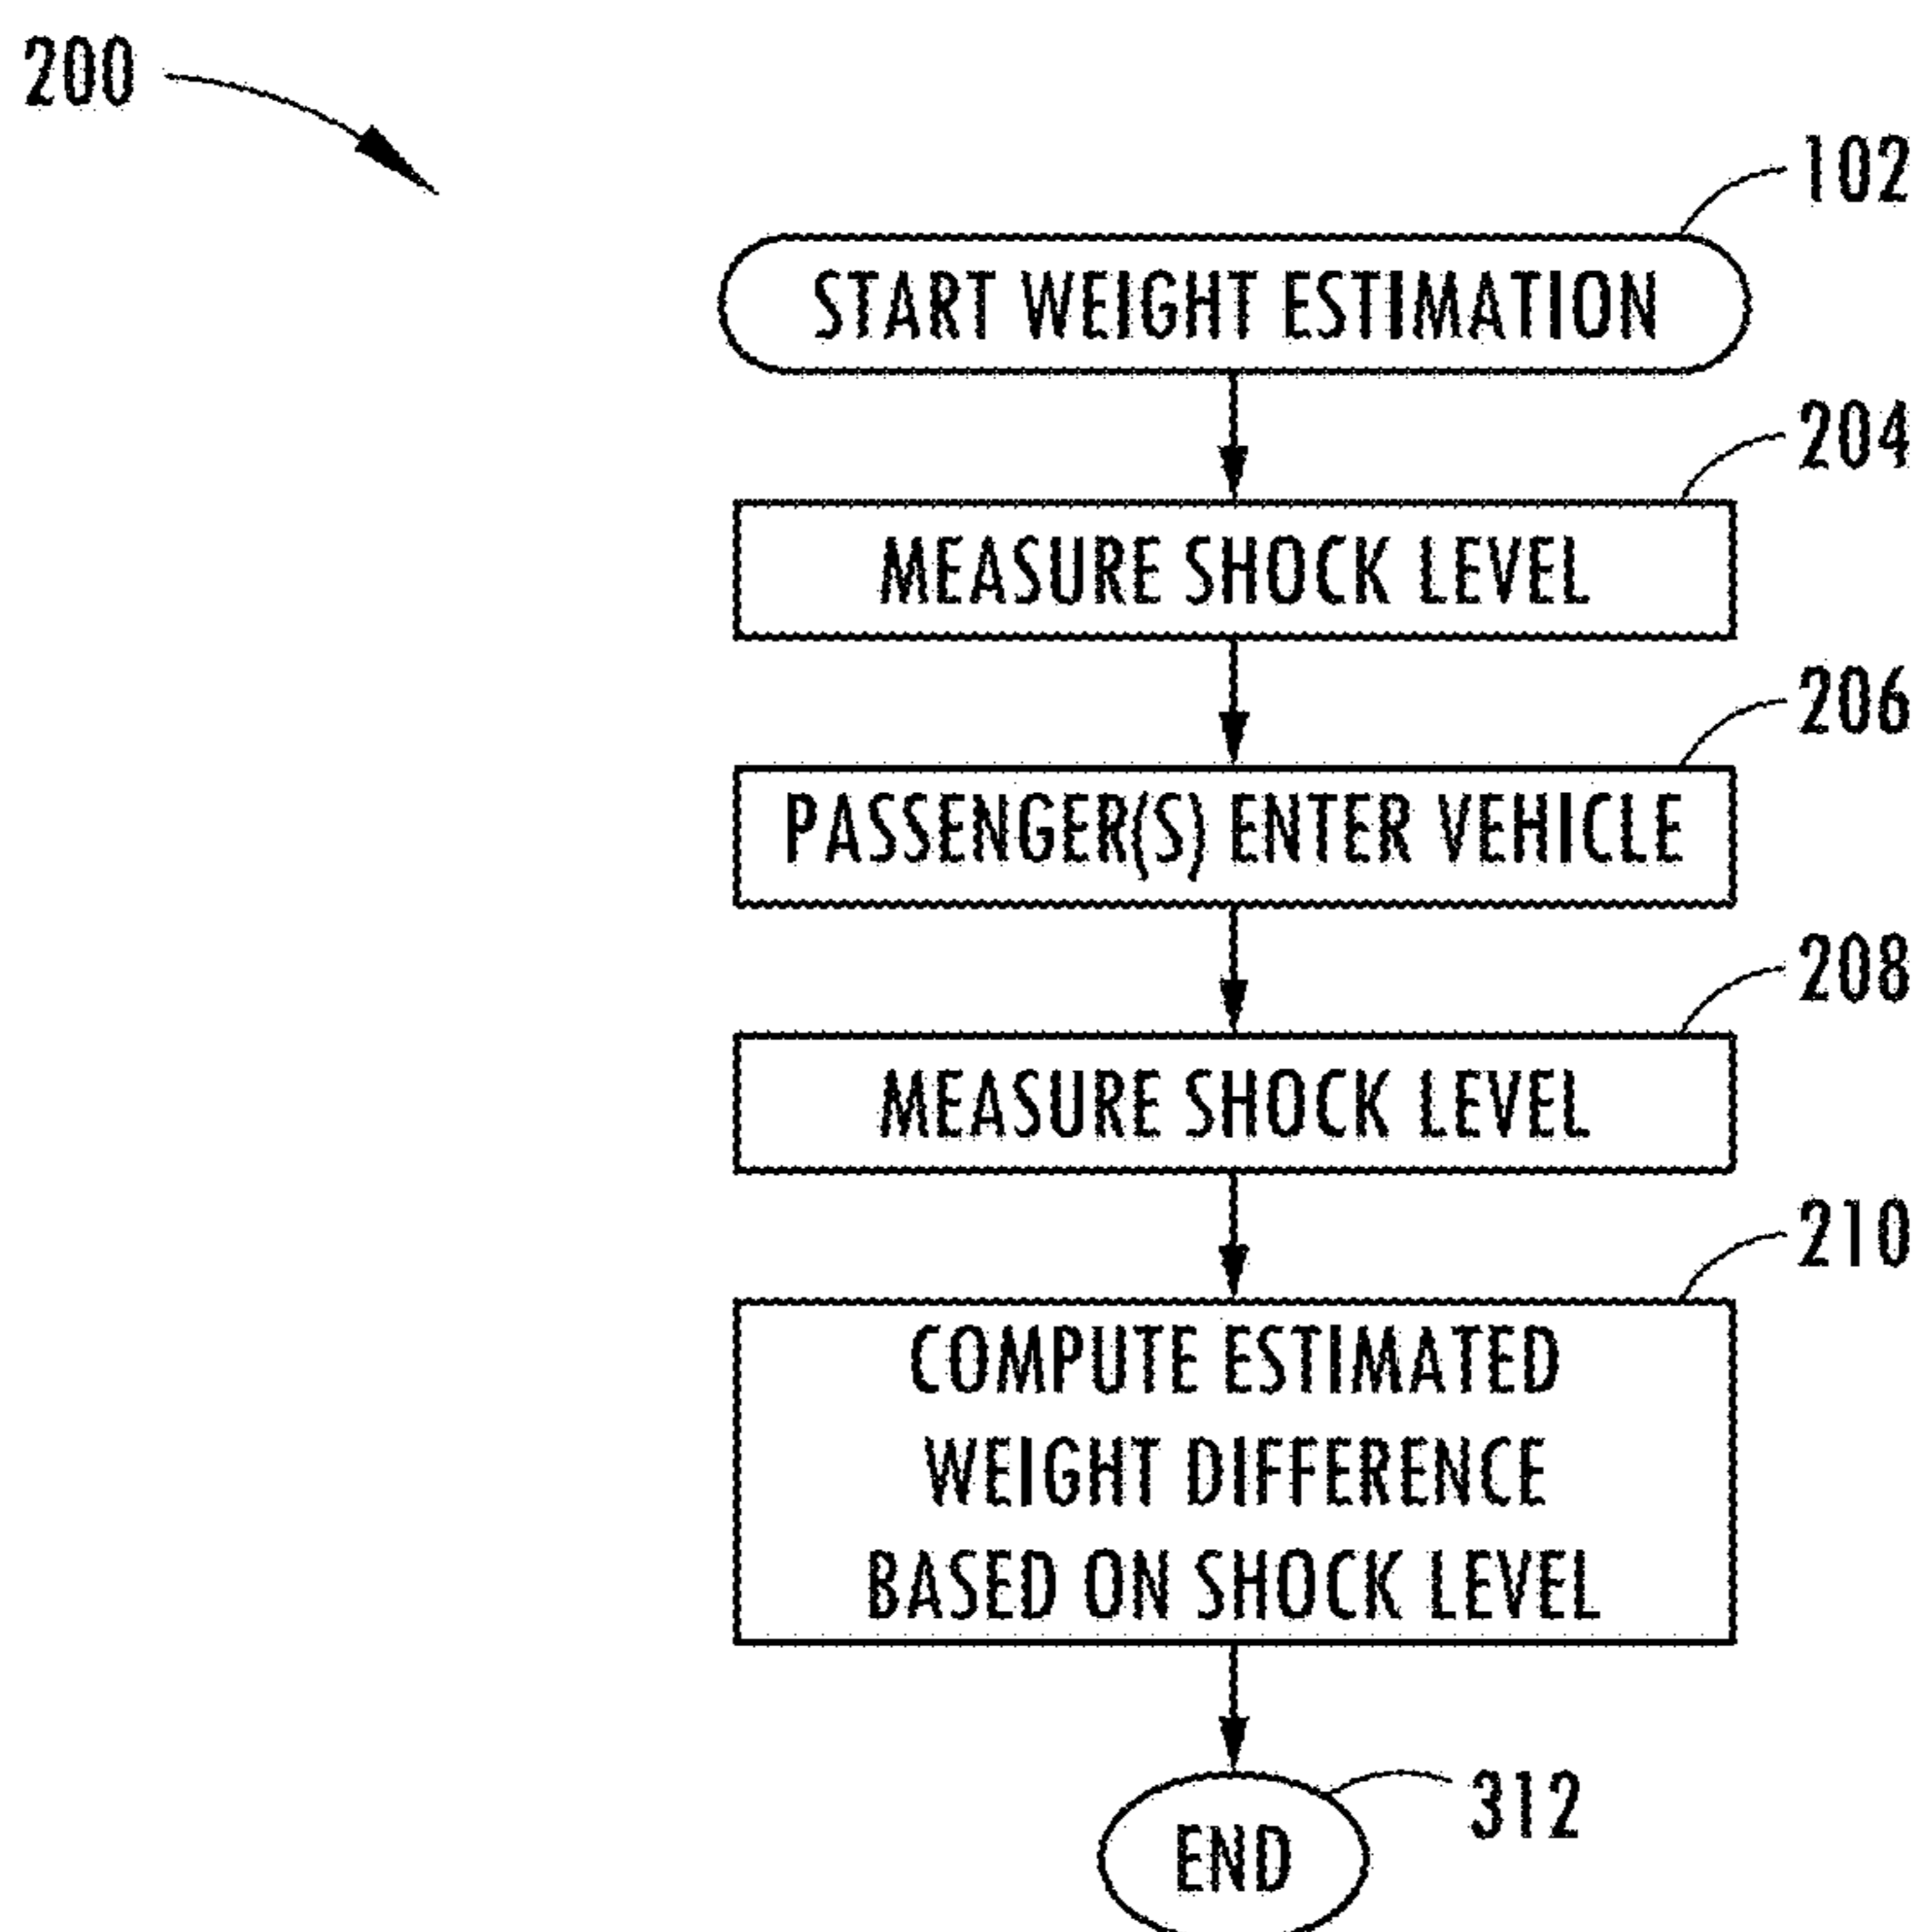 200
102
START WEIGHT ESTIMATION
204
MEASURE SHOCK LEVEL
206
PASSENGER(S) ENTER VEHICLE
208
MEASURE SHOCK LEVEL
210
COMPUTE ESTIMATED
WEIGHT DIFFERENCE
BASED ON SHOCK LEVEL
312
END